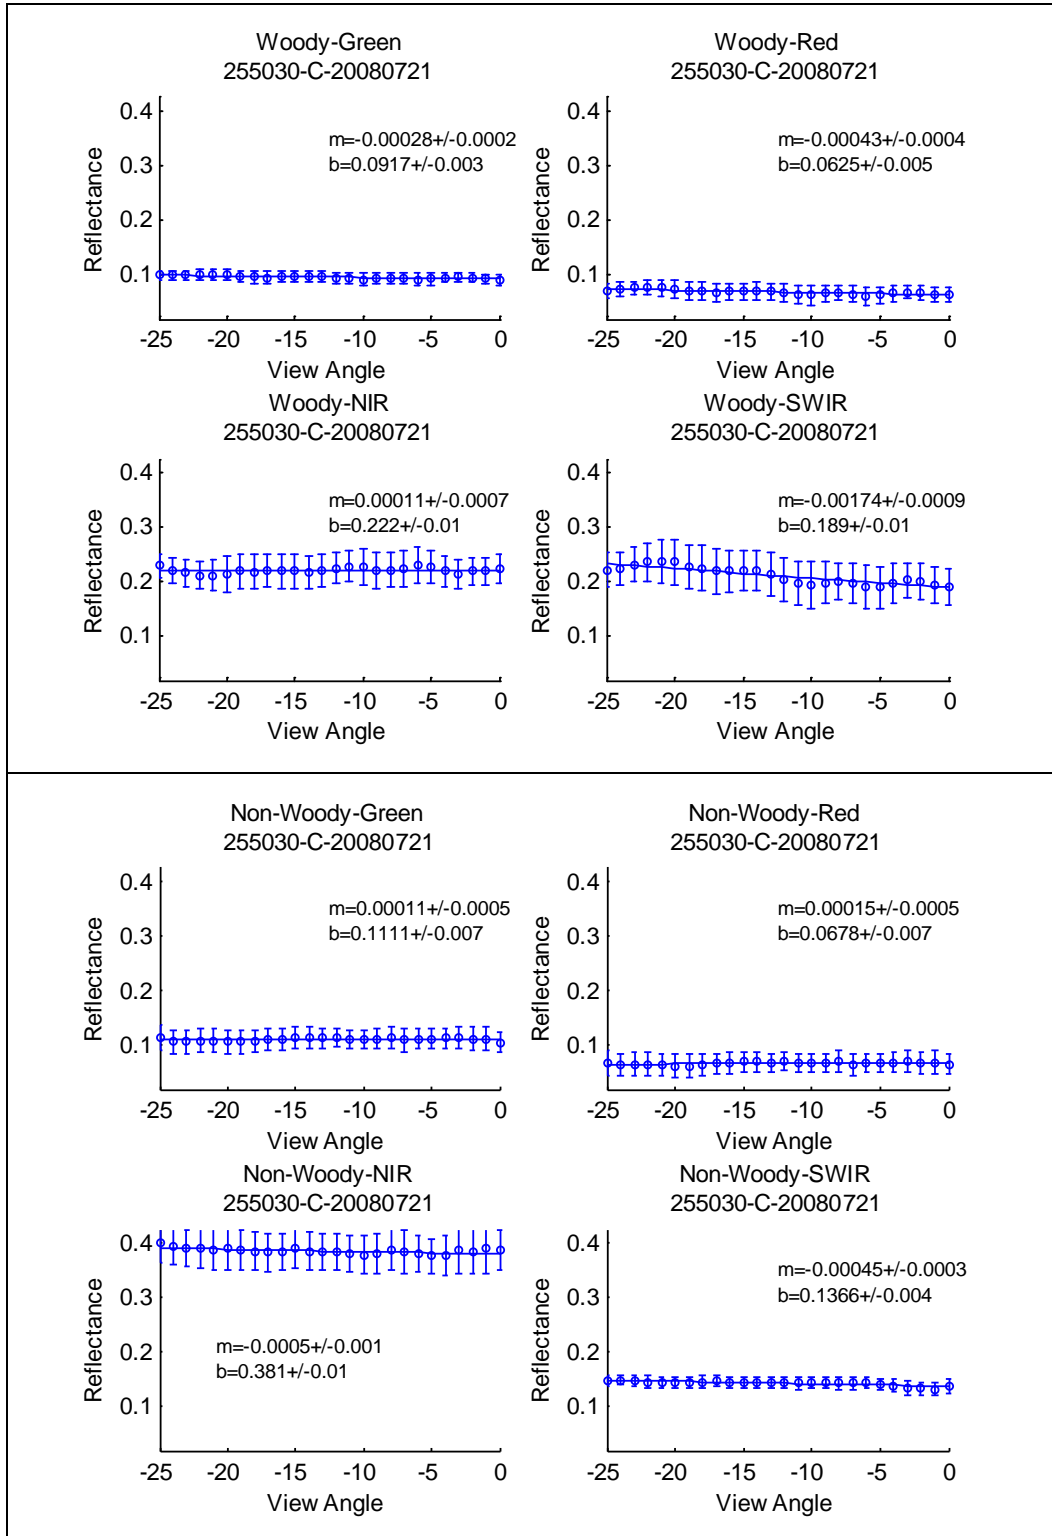 Woody-Green
255030-C-20080721
0.4
0.3
0.2
0.1
Reflectance
m=-0.00028+/-0.0002
b=0.0917+/-0.003
-25 -20 -15 -10 -5 0
View Angle
Woody-Red
255030-C-20080721
0.4
0.3
0.2
0.1
Reflectance
m=-0.00043+/-0.0004
b=0.0625+/-0.005
-25 -20 -15 -10 -5 0
View Angle
Woody-NIR
255030-C-20080721
0.4
0.3
0.2
0.1
Reflectance
m=0.00011+/-0.0007
b=0.222+/-0.01
-25 -20 -15 -10 -5 0
View Angle
Woody-SWIR
255030-C-20080721
0.4
0.3
0.2
0.1
Reflectance
m=-0.00174+/-0.0009
b=0.189+/-0.01
-25 -20 -15 -10 -5 0
View Angle
Non-Woody-Green
255030-C-20080721
0.4
0.3
0.2
0.1
Reflectance
m=0.00011+/-0.0005
b=0.1111+/-0.007
-25 -20 -15 -10 -5 0
View Angle
Non-Woody-Red
255030-C-20080721
0.4
0.3
0.2
0.1
Reflectance
m=0.00015+/-0.0005
b=0.0678+/-0.007
-25 -20 -15 -10 -5 0
View Angle
Non-Woody-NIR
255030-C-20080721
0.4
0.3
0.2
0.1
Reflectance
m=-0.0005+/-0.001
b=0.381+/-0.01
-25 -20 -15 -10 -5 0
View Angle
Non-Woody-SWIR
255030-C-20080721
0.4
0.3
0.2
0.1
Reflectance
m=-0.00045+/-0.0003
b=0.1366+/-0.004
-25 -20 -15 -10 -5 0
View Angle